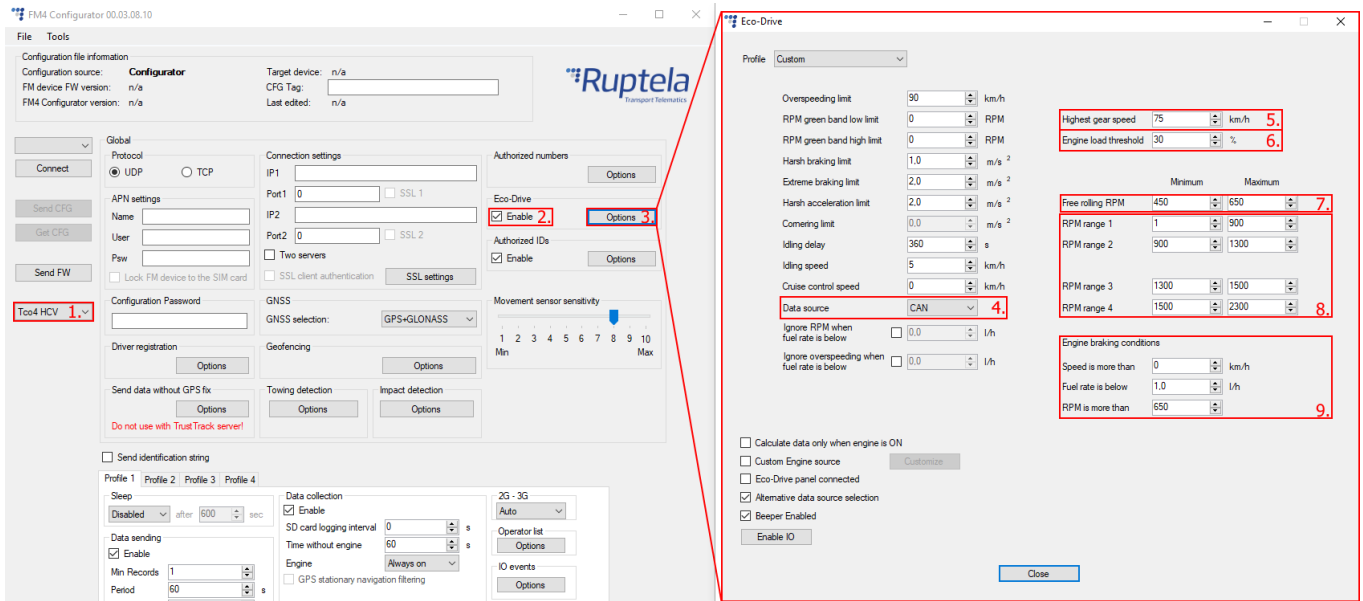 FM4 Configurator 00.03.08.10
File Tools
Configuration file information
Configuration source: Configurator
FM device FW version: n/a
FM4 Configurator version: n/a
Target device: n/a
CFG Tag:
Last edited: n/a
Ruptela
Transport Telematics
Connect
Send CFG
Get CFG
Send FW
Tco4 HCV 1.
Global
Protocol
UDP TCP
APN settings
Name
User
Psw
Lock FM device to the SIM card
Connection settings
IP1
Port1 0 SSL 1
IP2
Port2 0 SSL 2
Two servers
SSL client authentication SSL settings
Authorized numbers
Options
Eco-Drive
Enable 2. Options 3.
Authorized IDs
Enable Options
Configuration Password
GNSS
GNSS selection: GPS+GLONASS
Movement sensor sensitivity
1 2 3 4 5 6 7 8 9 10
Min Max
Driver registration
Options
Geofencing
Options
Send data without GPS fix
Options
Do not use with TrustTrack server!
Towing detection
Options
Impact detection
Options
Send identification string
Profile 1 Profile 2 Profile 3 Profile 4
Sleep
Disabled after 600 sec
Data sending
Enable
Min Records 1
Period 60 s
Data collection
Enable
SD card logging interval 0 s
Time without engine 60 s
Engine Always on
GPS stationary navigation filtering
2G - 3G
Auto
Operator list
Options
IO events
Options
Eco-Drive
Profile Custom
Overspeeding limit 90 km/h
RPM green band low limit 0 RPM
RPM green band high limit 0 RPM
Harsh braking limit 1,0 m/s 2
Extreme braking limit 2,0 m/s 2
Harsh acceleration limit 2,0 m/s 2
Cornering limit 0,0 m/s 2
Idling delay 360 s
Idling speed 5 km/h
Cruise control speed 0 km/h
Data source CAN 4.
Ignore RPM when
fuel rate is below 0,0 l/h
Ignore overspeeding when
fuel rate is below 0,0 l/h
Highest gear speed 75 km/h 5.
Engine load threshold 30 % 6.
Minimum Maximum
Free rolling RPM 450 650 7.
RPM range 1 1 900
RPM range 2 900 1300
RPM range 3 1300 1500
RPM range 4 1500 2300 8.
Engine braking conditions
Speed is more than 0 km/h
Fuel rate is below 1,0 l/h
RPM is more than 650 9.
Calculate data only when engine is ON
Custom Engine source Customize
Eco-Drive panel connected
Alternative data source selection
Beeper Enabled
Enable IO
Close